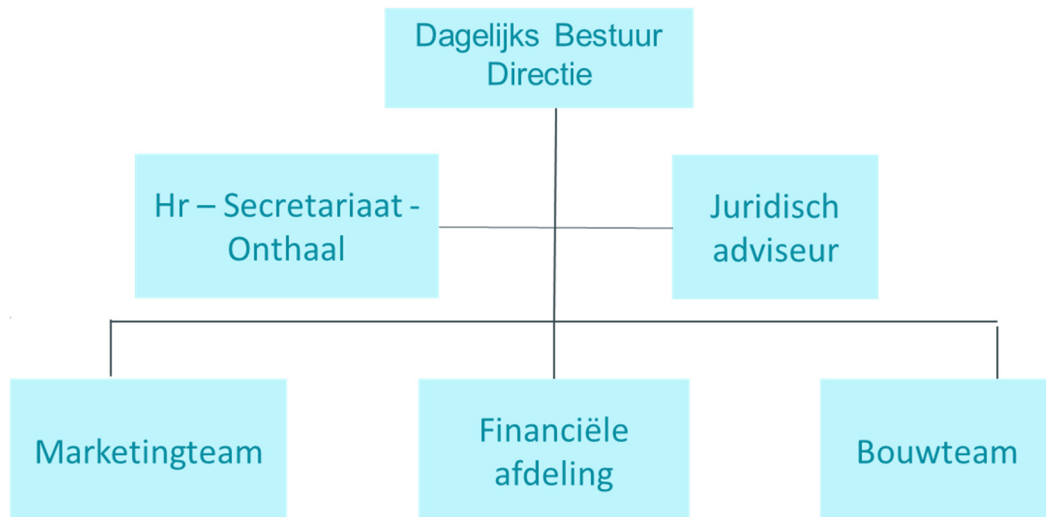 Dagelijks Bestuur
Directie
Hr – Secretariaat -
Onthaal
Juridisch
adviseur
Marketingteam
Financiële
afdeling
Bouwteam